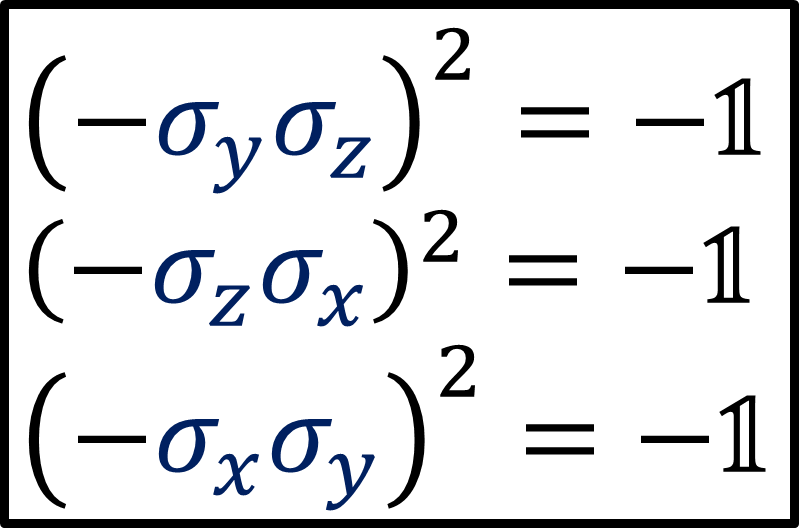 (−σ_yσ_z)² = −𝟙
(−σ_zσ_x)² = −𝟙
(−σ_xσ_y)² = −𝟙